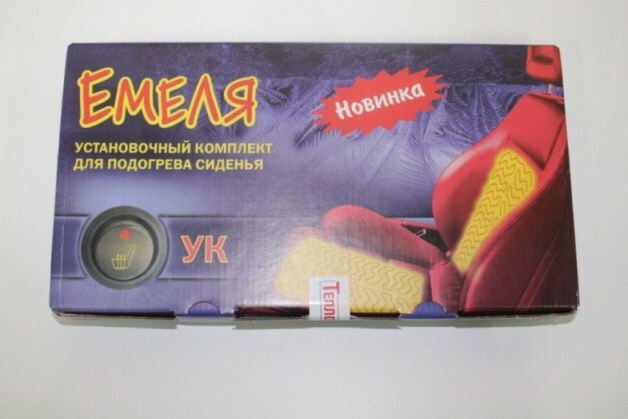 Емеля
Новинка
УСТАНОВОЧНЫЙ КОМПЛЕКТ
ДЛЯ ПОДОГРЕВА СИДЕНЬЯ
УК